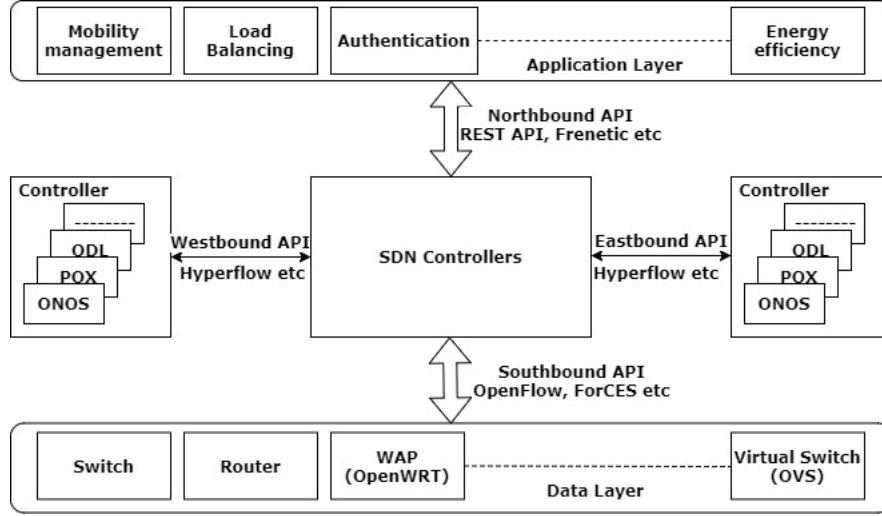 Mobility
management
Load
Balancing
Authentication
Energy
efficiency
Application Layer
Northbound API
REST API, Frenetic etc
Controller
ODL
POX
ONOS
Westbound API
Hyperflow etc
SDN Controllers
Eastbound API
Hyperflow etc
Controller
ODL
POX
ONOS
Southbound API
OpenFlow, ForCES etc
Switch
Router
WAP
(OpenWRT)
Virtual Switch
(OVS)
Data Layer